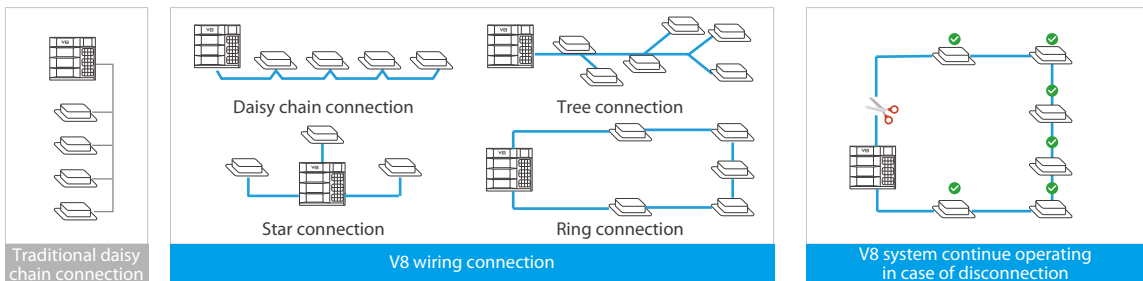 V8
Traditional daisy
chain connection
V8
V8
Daisy chain connection
Tree connection
V8
V8
Star connection
Ring connection
V8 wiring connection
V8
V8 system continue operating
in case of disconnection